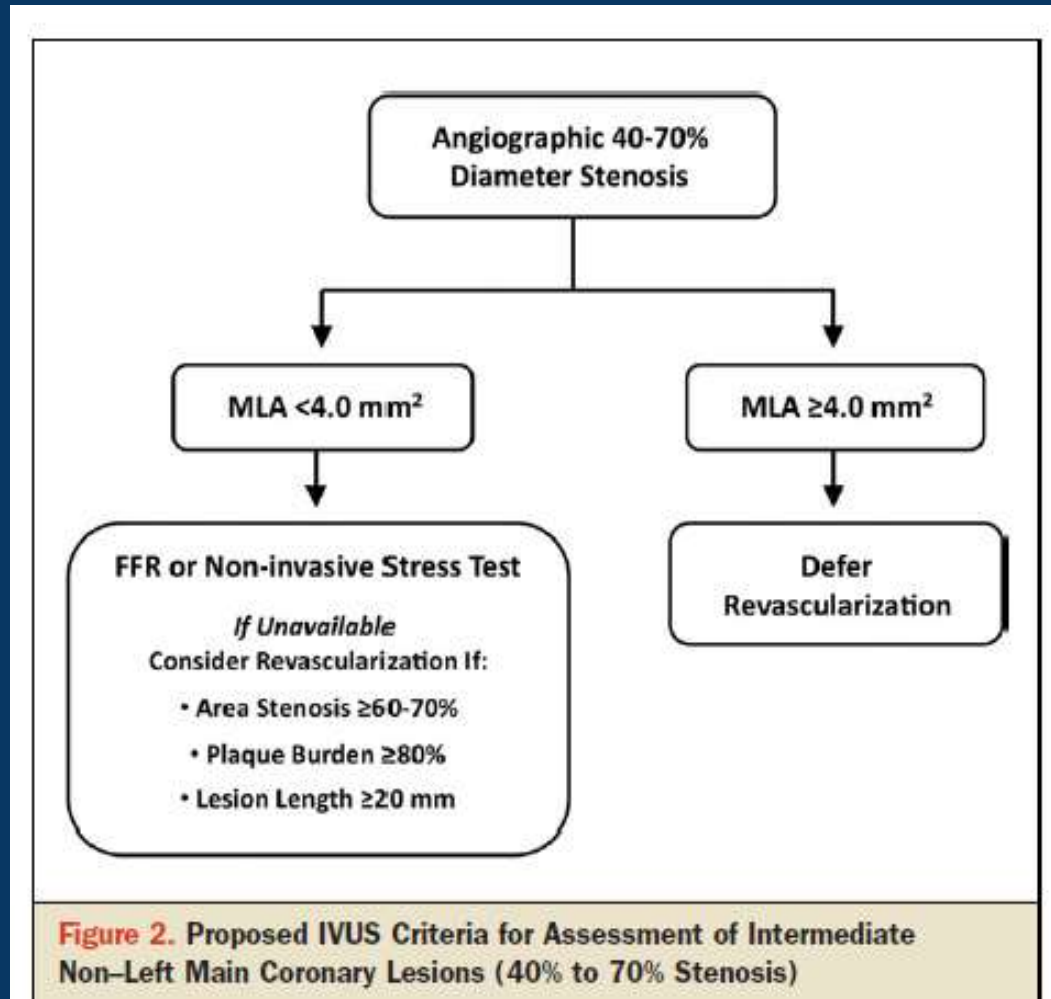 Angiographic 40-70%
Diameter Stenosis
MLA <4.0 mm²
MLA ≥4.0 mm²
FFR or Non-invasive Stress Test
If Unavailable
Consider Revascularization If:
• Area Stenosis ≥60-70%
• Plaque Burden ≥80%
• Lesion Length ≥20 mm
Defer
Revascularization
Figure 2. Proposed IVUS Criteria for Assessment of Intermediate
Non–Left Main Coronary Lesions (40% to 70% Stenosis)